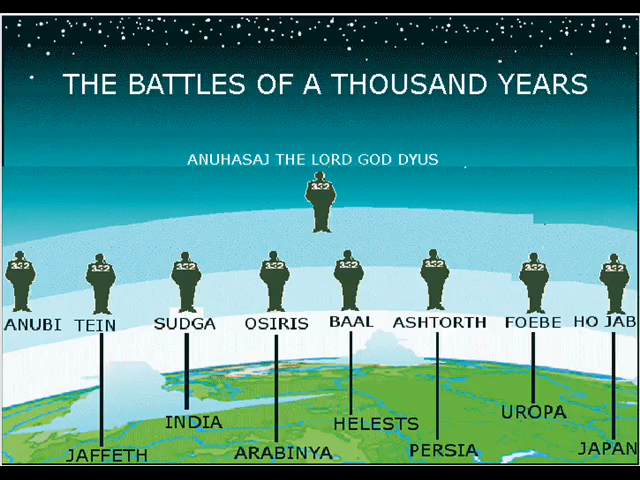 THE BATTLES OF A THOUSAND YEARS
ANUHASAJ THE LORD GOD DYUS
332
332 332 332 332 332 332 332 332
ANUBI TEIN SUDGA OSIRIS BAAL ASHTORTH FOEBE HO JAB
INDIA HELESTS UROPA
JAFFETH ARABINYA PERSIA JAPAN